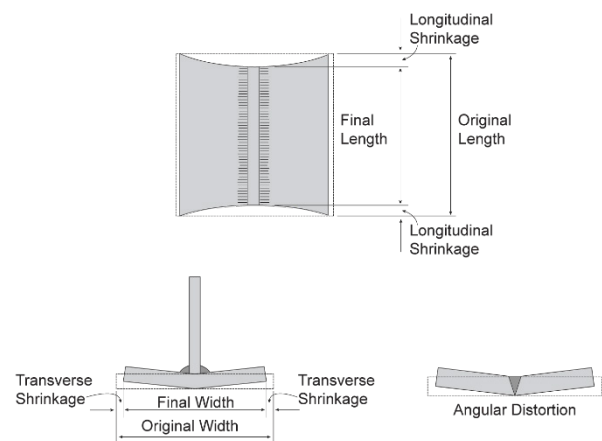 Longitudinal
Shrinkage
Final
Length
Original
Length
Longitudinal
Shrinkage
Transverse
Shrinkage
Final Width
Original Width
Transverse
Shrinkage
Angular Distortion